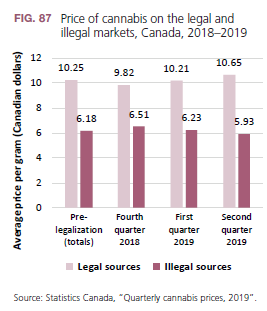 FIG. 87 Price of cannabis on the legal and
illegal markets, Canada, 2018–2019
Average price per gram (Canadian dollars)
12
10
8
6
4
2
0
10.25
6.18
9.82
6.51
10.21
6.23
10.65
5.93
Pre-
legalization
(totals)
Fourth
quarter
2018
First
quarter
2019
Second
quarter
2019
Legal sources
Illegal sources
Source: Statistics Canada, “Quarterly cannabis prices, 2019”.